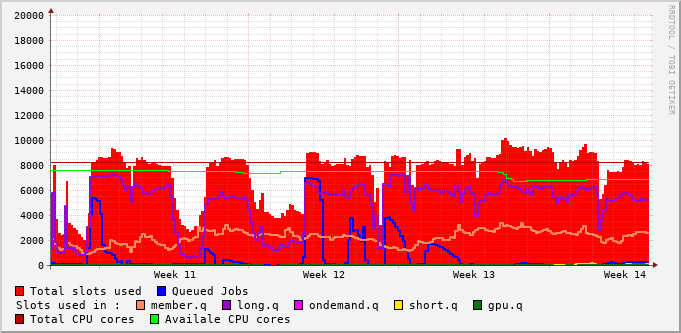 20000
18000
16000
14000
12000
10000
8000
6000
4000
2000
0
Week 11 Week 12 Week 13 Week 14
RRDTOOL / TOBI OETIKER
Total slots used Queued Jobs
Slots used in : member.q long.q ondemand.q short.q gpu.q
Total CPU cores Availale CPU cores